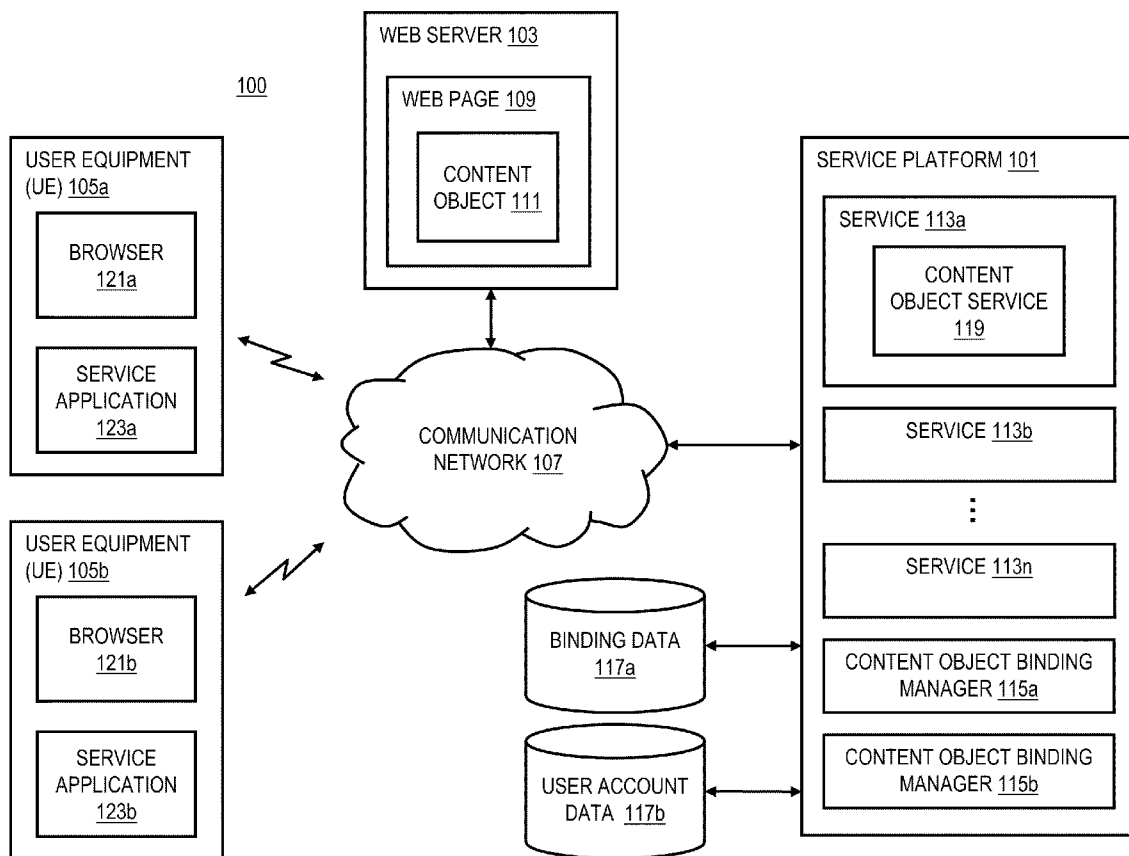 100
WEB SERVER 103
WEB PAGE 109
CONTENT
OBJECT 111
USER EQUIPMENT
(UE) 105a
BROWSER
121a
SERVICE
APPLICATION
123a
USER EQUIPMENT
(UE) 105b
BROWSER
121b
SERVICE
APPLICATION
123b
COMMUNICATION
NETWORK 107
BINDING DATA
117a
USER ACCOUNT
DATA 117b
SERVICE PLATFORM 101
SERVICE 113a
CONTENT
OBJECT SERVICE
119
SERVICE 113b
...
SERVICE 113n
CONTENT OBJECT BINDING
MANAGER 115a
CONTENT OBJECT BINDING
MANAGER 115b